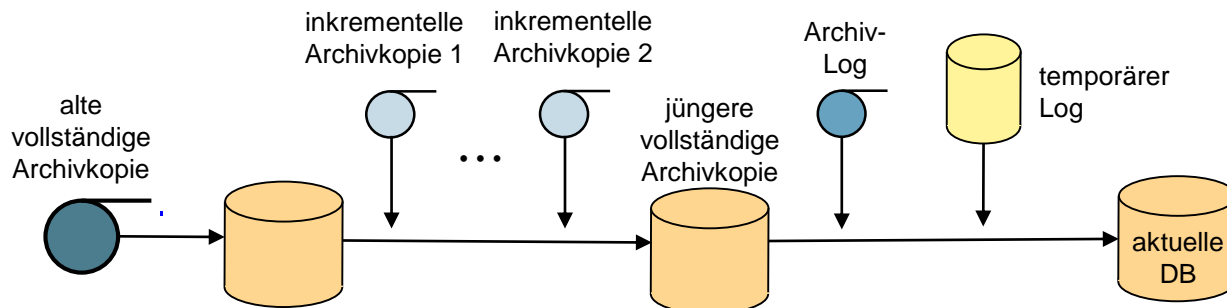 inkrementelle
Archivkopie 1
inkrementelle
Archivkopie 2
Archiv-
Log
temporärer
Log
alte
vollständige
Archivkopie
jüngere
vollständige
Archivkopie
...
aktuelle
DB